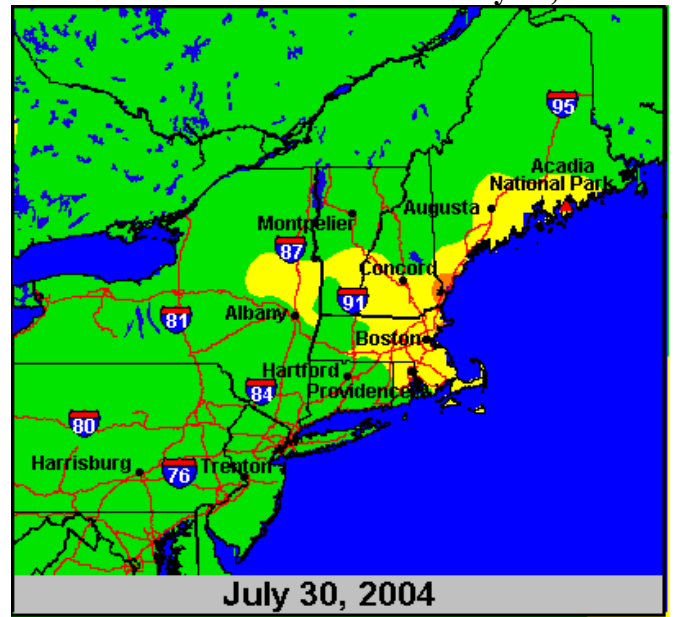 95
Acadia
National Park
Augusta
Montpelier
87
Concord
91
Albany
81
Boston
Hartford
Providence
84
80
Harrisburg
76
Trenton
July 30, 2004